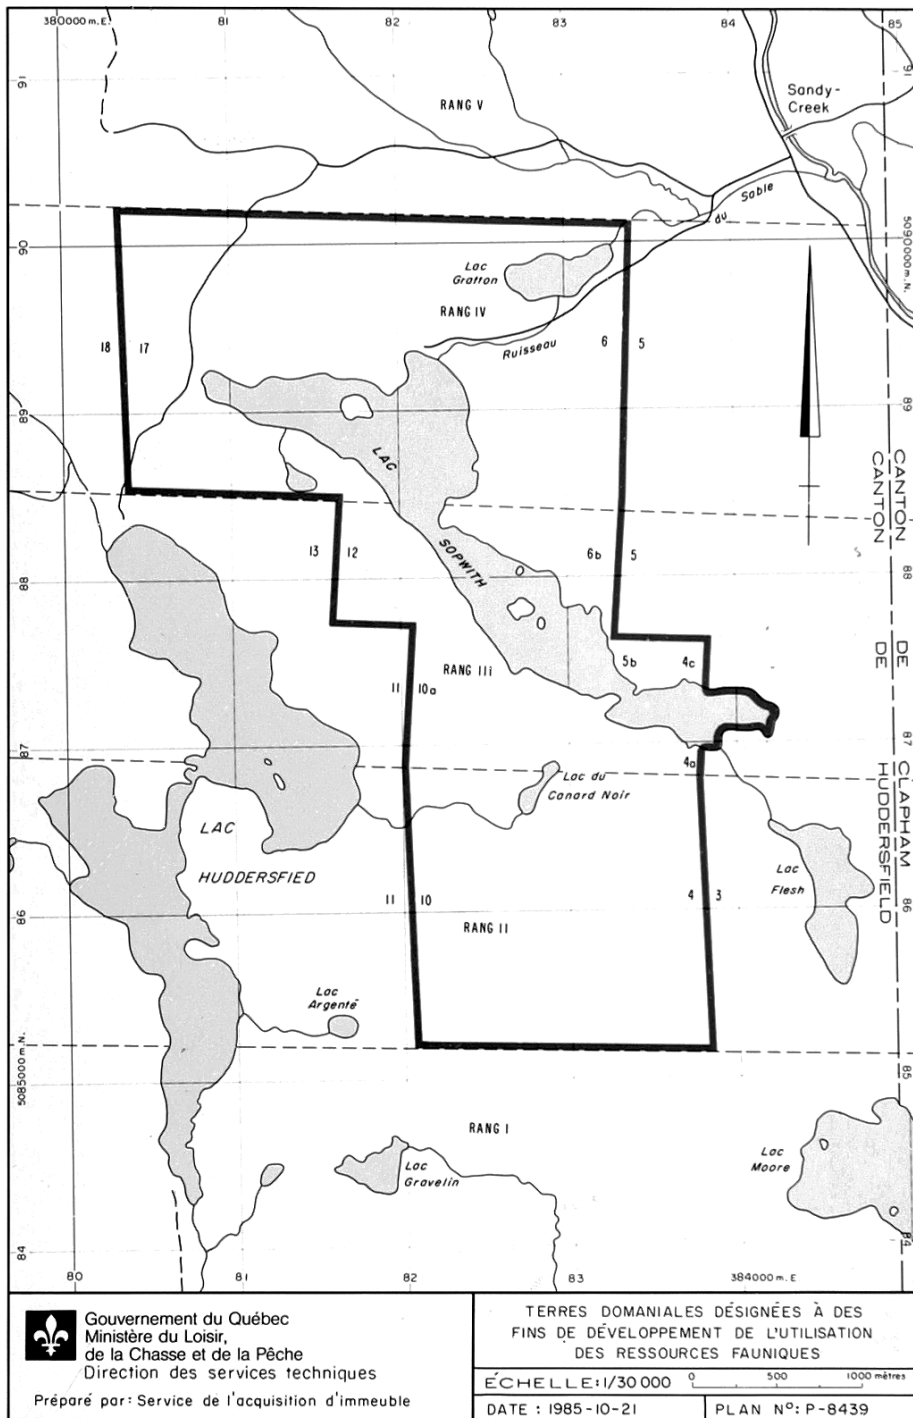 380000 m.E.
81
82
83
84
85
91
91
RANG V
Sandy-
Creek
Ruisseau du Sable
90
5090000 m.N.
Lac
Gratton
RANG IV
18
17
6
5
89
89
LAC SOPWITH
CANTON DE CLAPHAM
CANTON DE HUDDERSFIELD
13
12
6b
5
88
88
5b
4c
RANG III
11
10a
87
87
4a
Lac du
Canard Noir
LAC
HUDDERSFIED
Lac
Flesh
11
10
4
3
86
86
RANG II
Lac
Argenté
5085000 m.N.
85
RANG I
Lac
Gravelin
Lac
Moore
84
84
80
81
82
83
384000 m.E
Gouvernement du Québec
Ministère du Loisir,
de la Chasse et de la Pêche
Direction des services techniques
Préparé par: Service de l'acquisition d'immeuble
TERRES DOMANIALES DÉSIGNÉES À DES
FINS DE DÉVELOPPEMENT DE L'UTILISATION
DES RESSOURCES FAUNIQUES
ÉCHELLE: 1/30 000
0 500 1000 mètres
DATE : 1985-10-21
PLAN Nº: P-8439